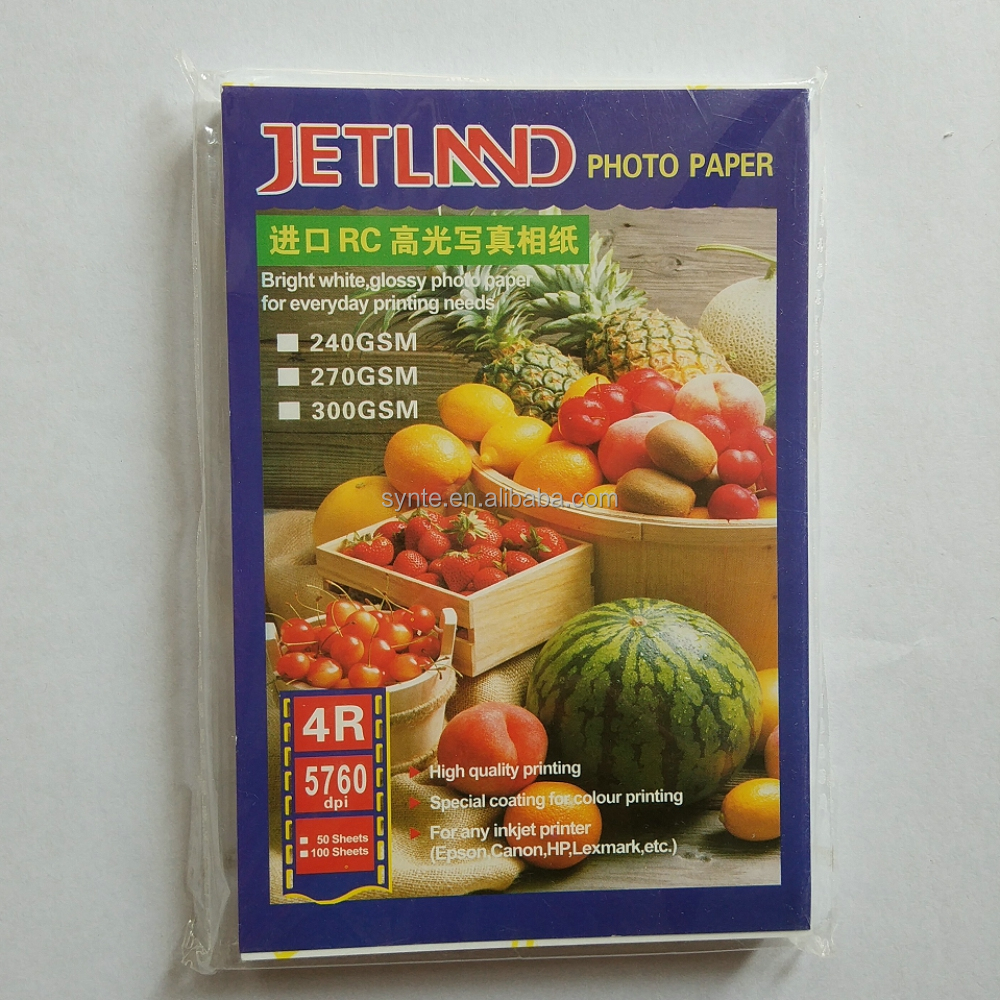 JETLAND PHOTO PAPER
进口 RC 高光写真相纸
Bright white,glossy photo paper
for everyday printing needs
240GSM
270GSM
300GSM
synte.en.alibaba.com
4R
5760
dpi
50 Sheets
100 Sheets
High quality printing
Special coating for colour printing
For any inkjet printer
(Epson,Canon,HP,Lexmark,etc.)